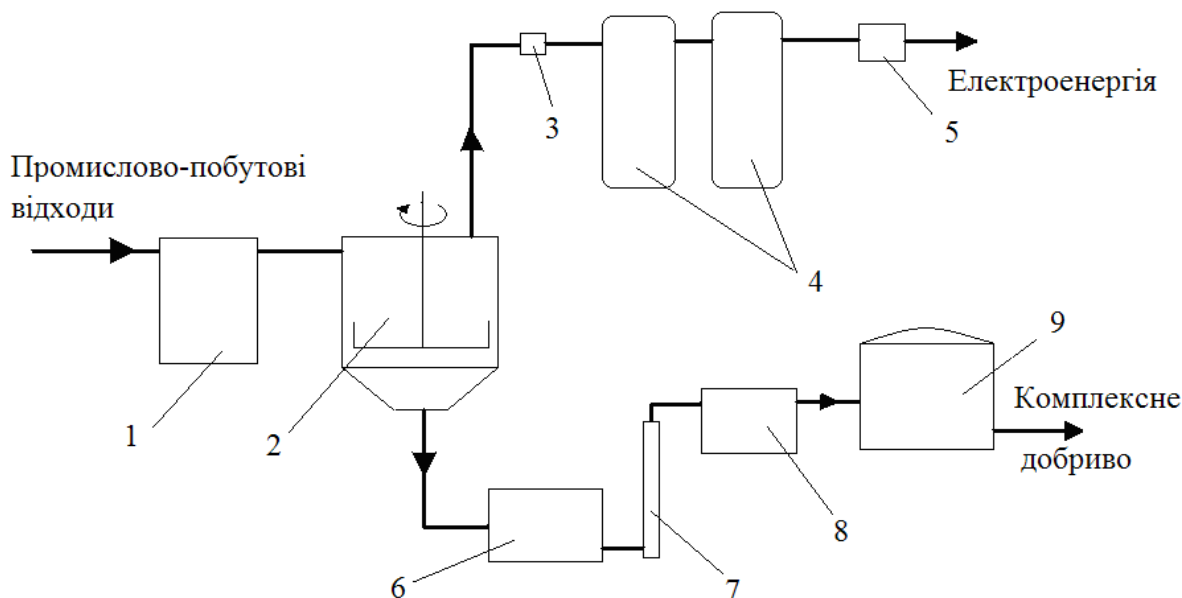 3
Електроенергія
5
Промислово-побутові
відходи
4
9
Комплексне
добриво
1
2
8
6
7